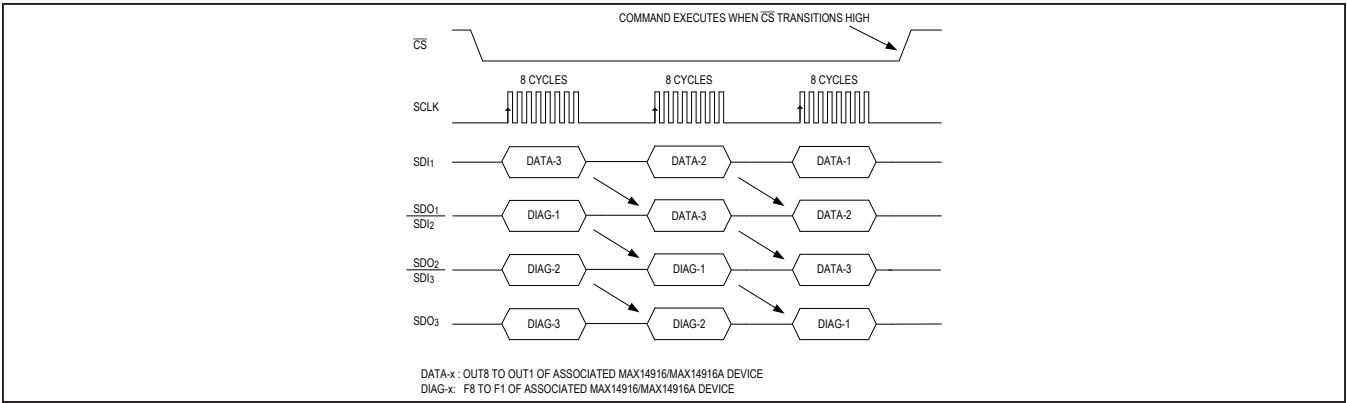 COMMAND EXECUTES WHEN C̅S̅ TRANSITIONS HIGH
C̅S̅
8 CYCLES 8 CYCLES 8 CYCLES
SCLK
SDI1 DATA-3 DATA-2 DATA-1
SDO1
SDI2
DIAG-1 DATA-3 DATA-2
SDO2
SDI3
DIAG-2 DIAG-1 DATA-3
SDO3 DIAG-3 DIAG-2 DIAG-1
DATA-x : OUT8 TO OUT1 OF ASSOCIATED MAX14916/MAX14916A DEVICE
DIAG-x: F8 TO F1 OF ASSOCIATED MAX14916/MAX14916A DEVICE